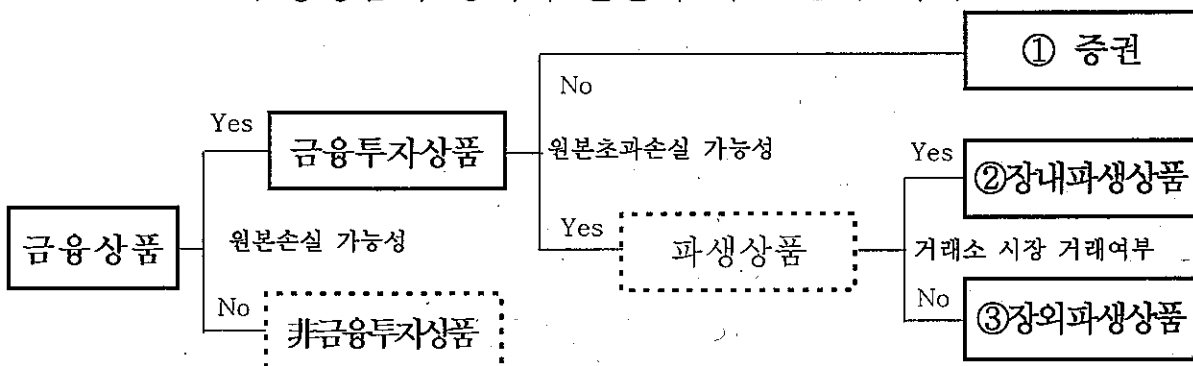 ① 증권
No
Yes
금융투자상품
원본초과손실 가능성
Yes
②장내파생상품
금융상품
원본손실 가능성
Yes
파생상품
거래소 시장 거래여부
No
非금융투자상품
No
③장외파생상품